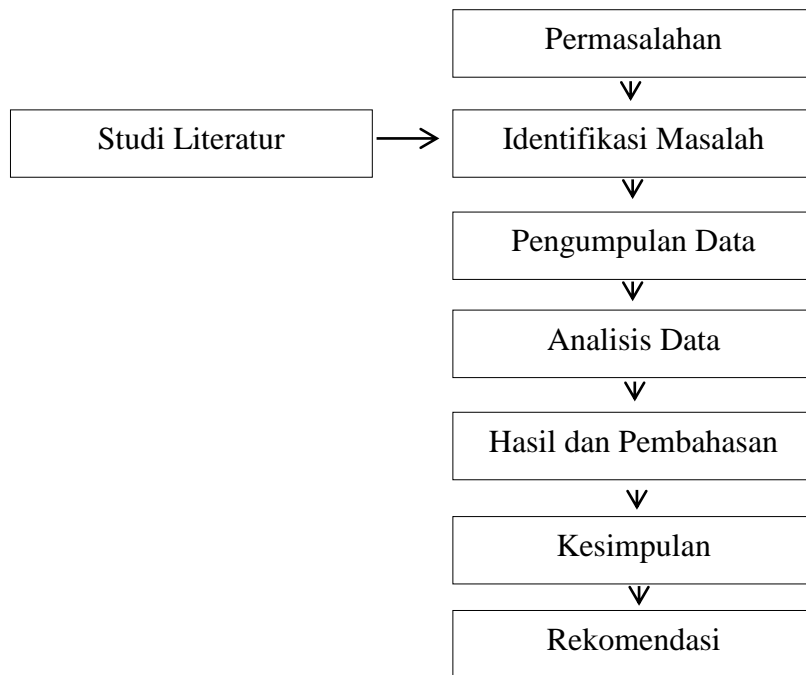 Permasalahan
Studi Literatur
Identifikasi Masalah
Pengumpulan Data
Analisis Data
Hasil dan Pembahasan
Kesimpulan
Rekomendasi